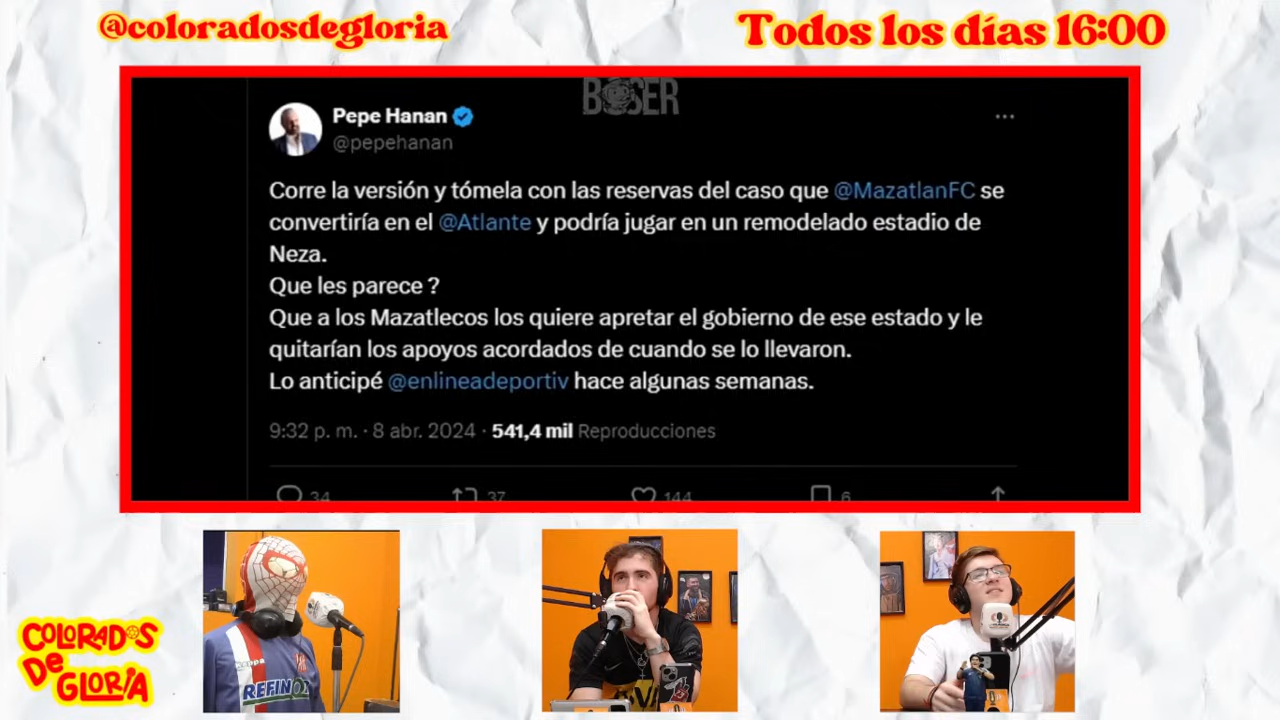 @coloradosdegloria
Todos los días 16:00
BOSER
Pepe Hanan
@pepehanan
Corre la versión y tómela con las reservas del caso que @MazatlanFC se
convertiría en el @Atlante y podría jugar en un remodelado estadio de
Neza.
Que les parece ?
Que a los Mazatlecos los quiere apretar el gobierno de ese estado y le
quitarían los apoyos acordados de cuando se lo llevaron.
Lo anticipé @enlineadeportiv hace algunas semanas.
9:32 p. m. · 8 abr. 2024 · 541,4 mil Reproducciones
34 37 144 6
COLORADOS
DE
GLORIA
kappa
REFINOX